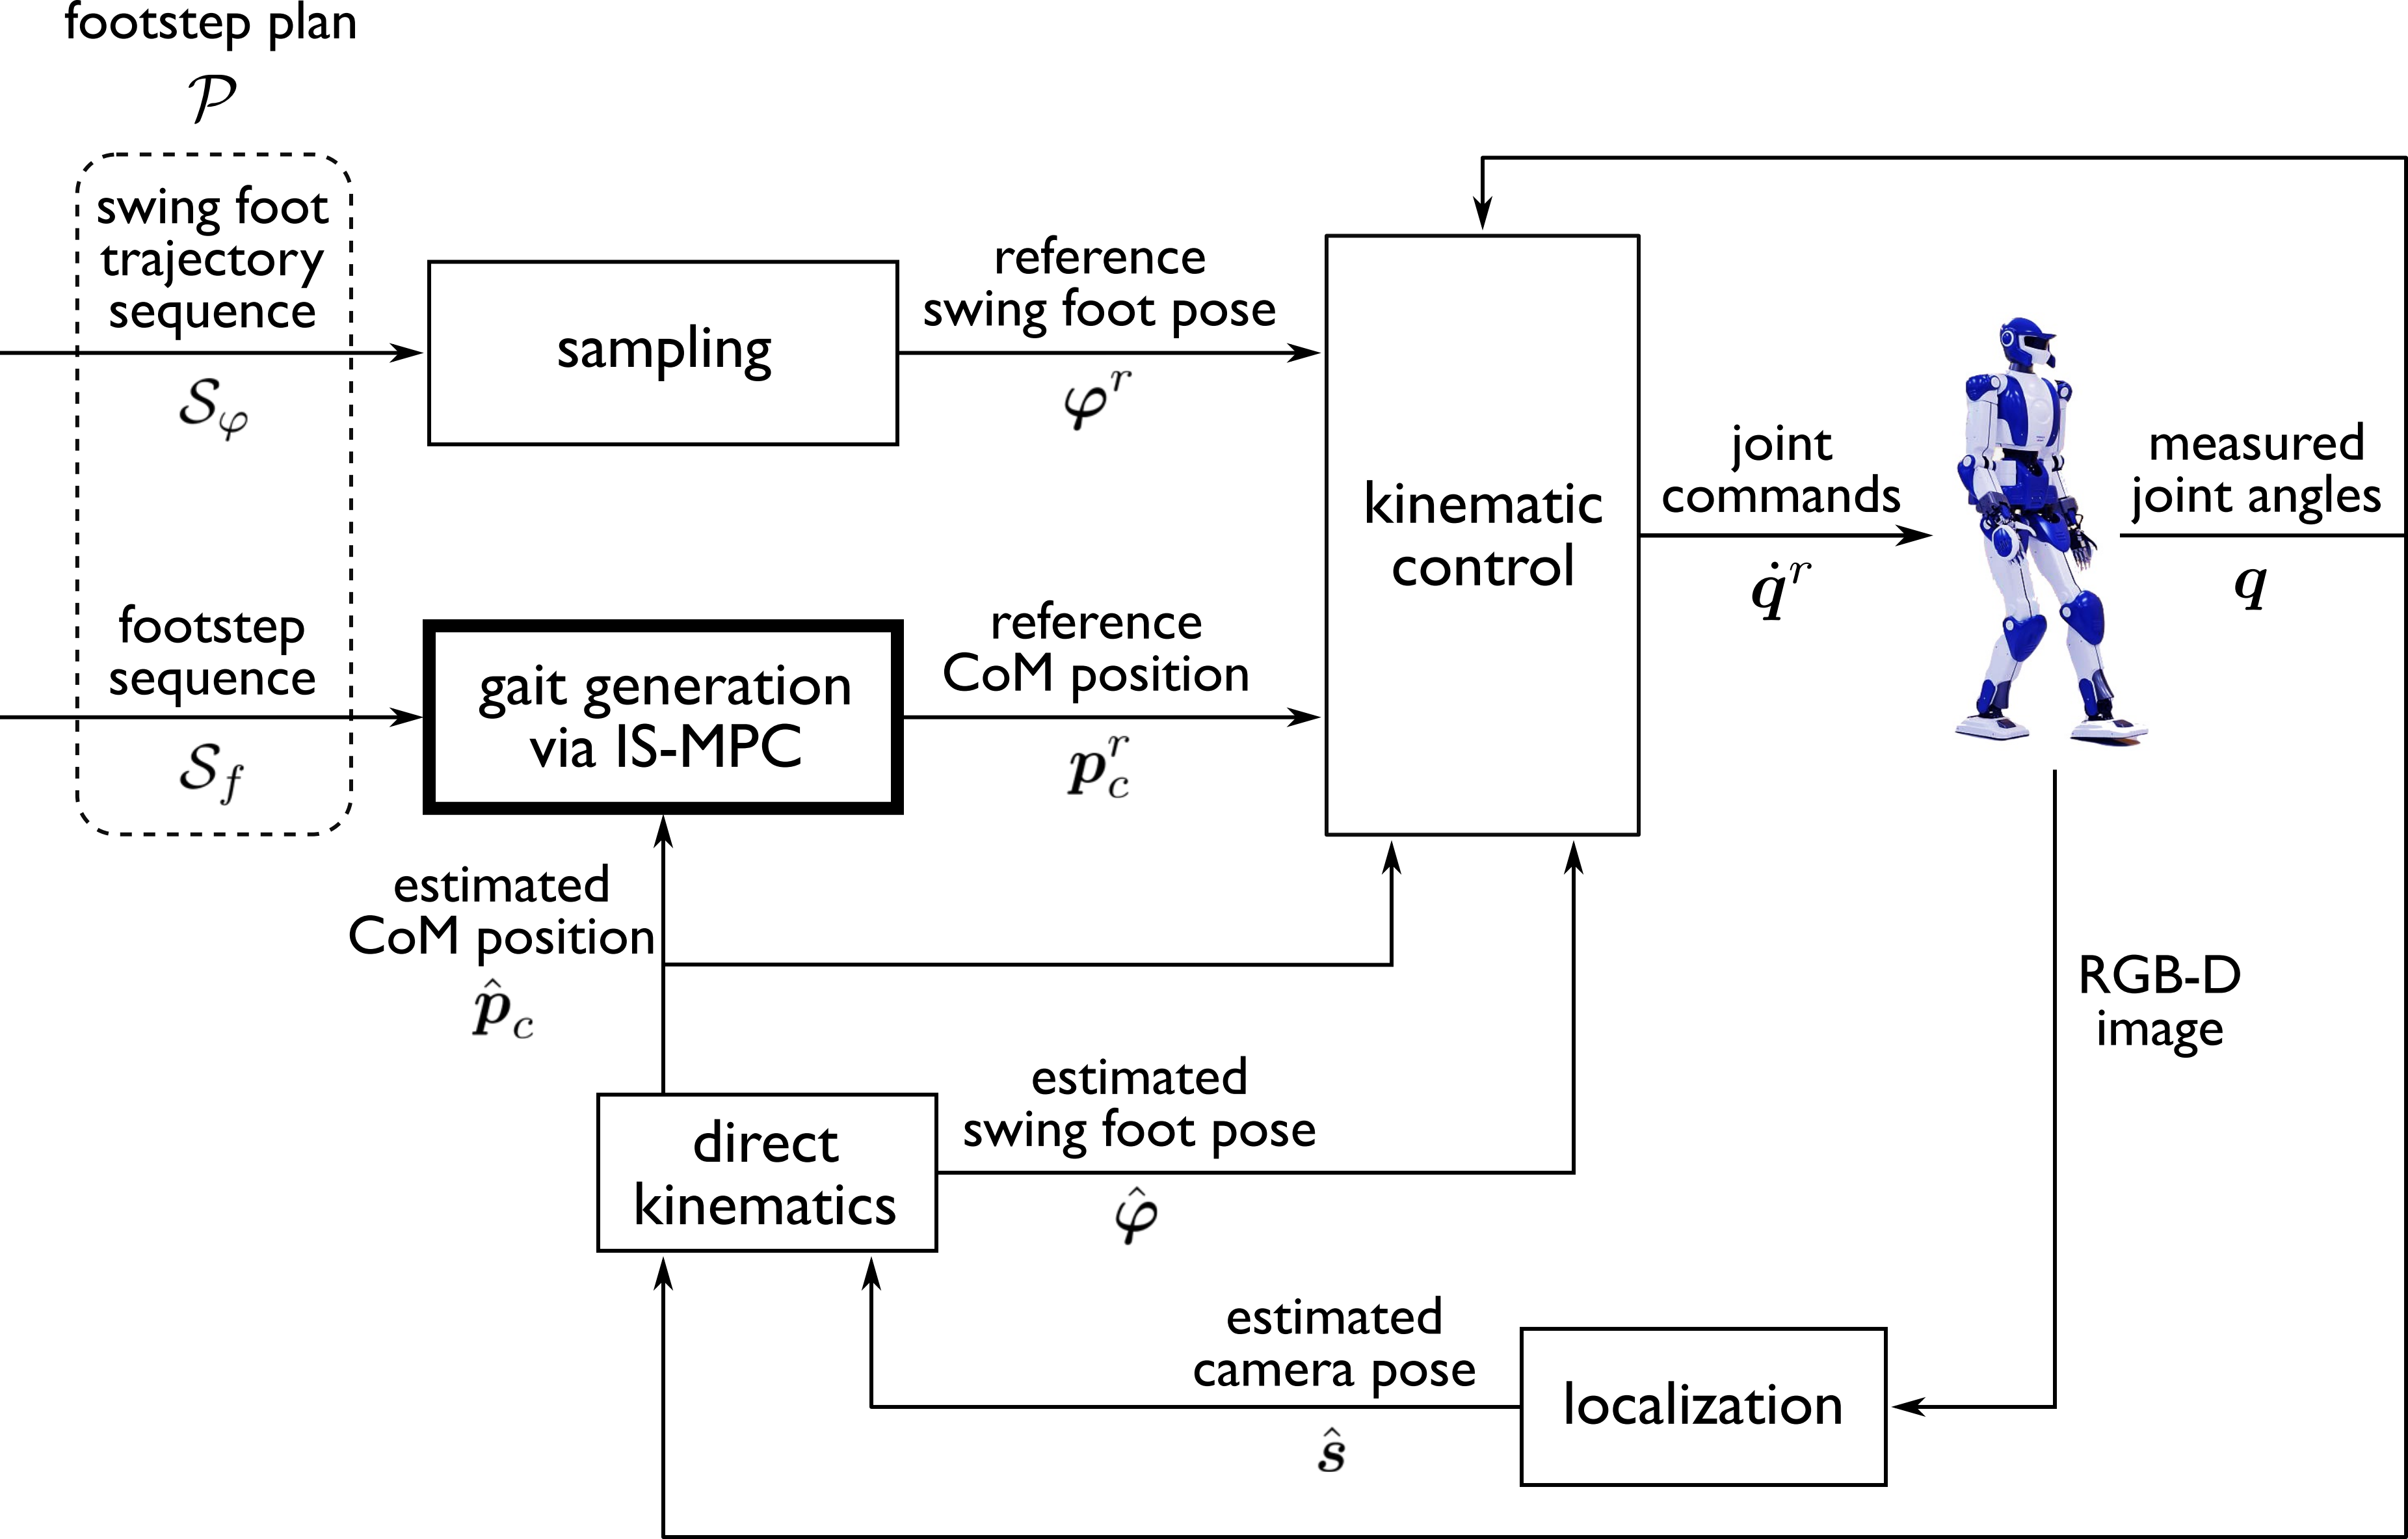 footstep plan
𝒫
swing foot
trajectory
sequence
𝒮_φ
sampling
reference
swing foot pose
φ^r
footstep
sequence
𝒮_f
gait generation
via IS-MPC
reference
CoM position
p_c^r
kinematic
control
joint
commands
q̇^r
measured
joint angles
q
estimated
CoM position
p̂_c
direct
kinematics
estimated
swing foot pose
φ̂
RGB-D
image
estimated
camera pose
ŝ
localization